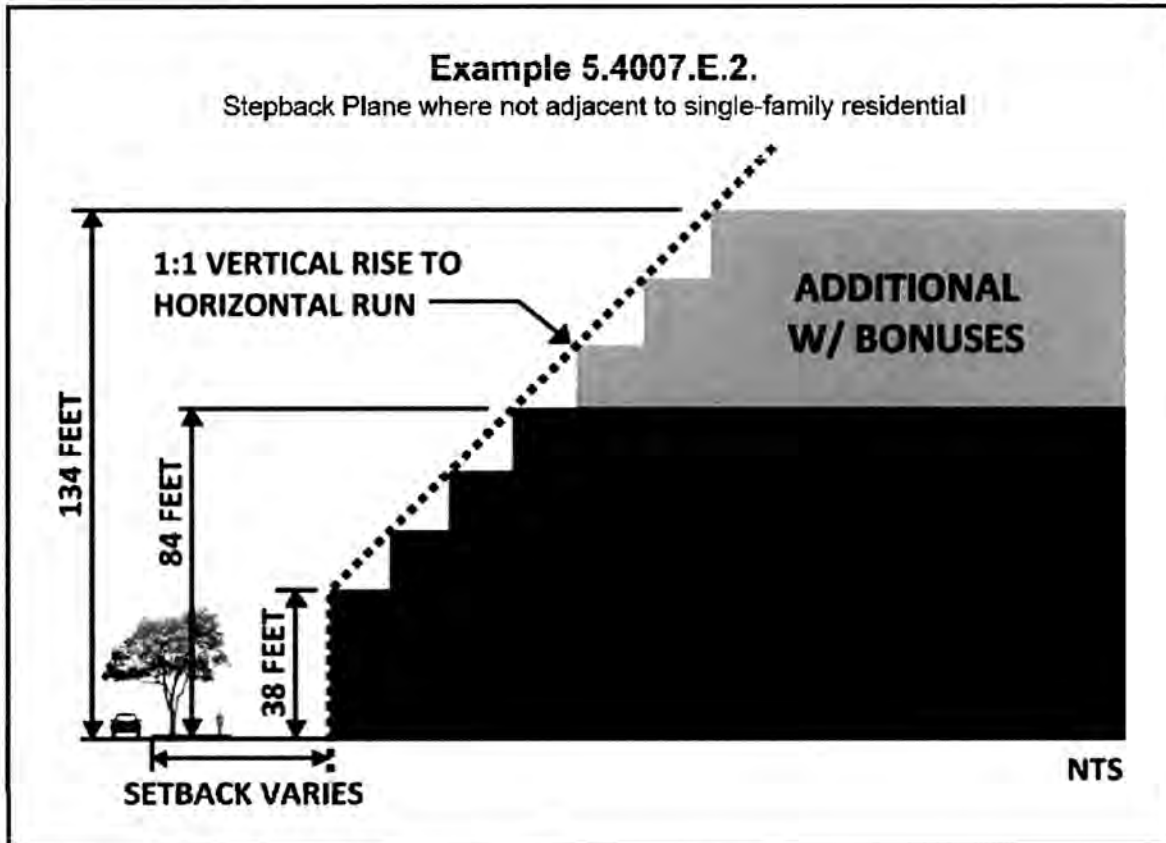 Example 5.4007.E.2.
Stepback Plane where not adjacent to single-family residential
1:1 VERTICAL RISE TO
HORIZONTAL RUN
ADDITIONAL
W/ BONUSES
134 FEET
84 FEET
38 FEET
SETBACK VARIES
NTS